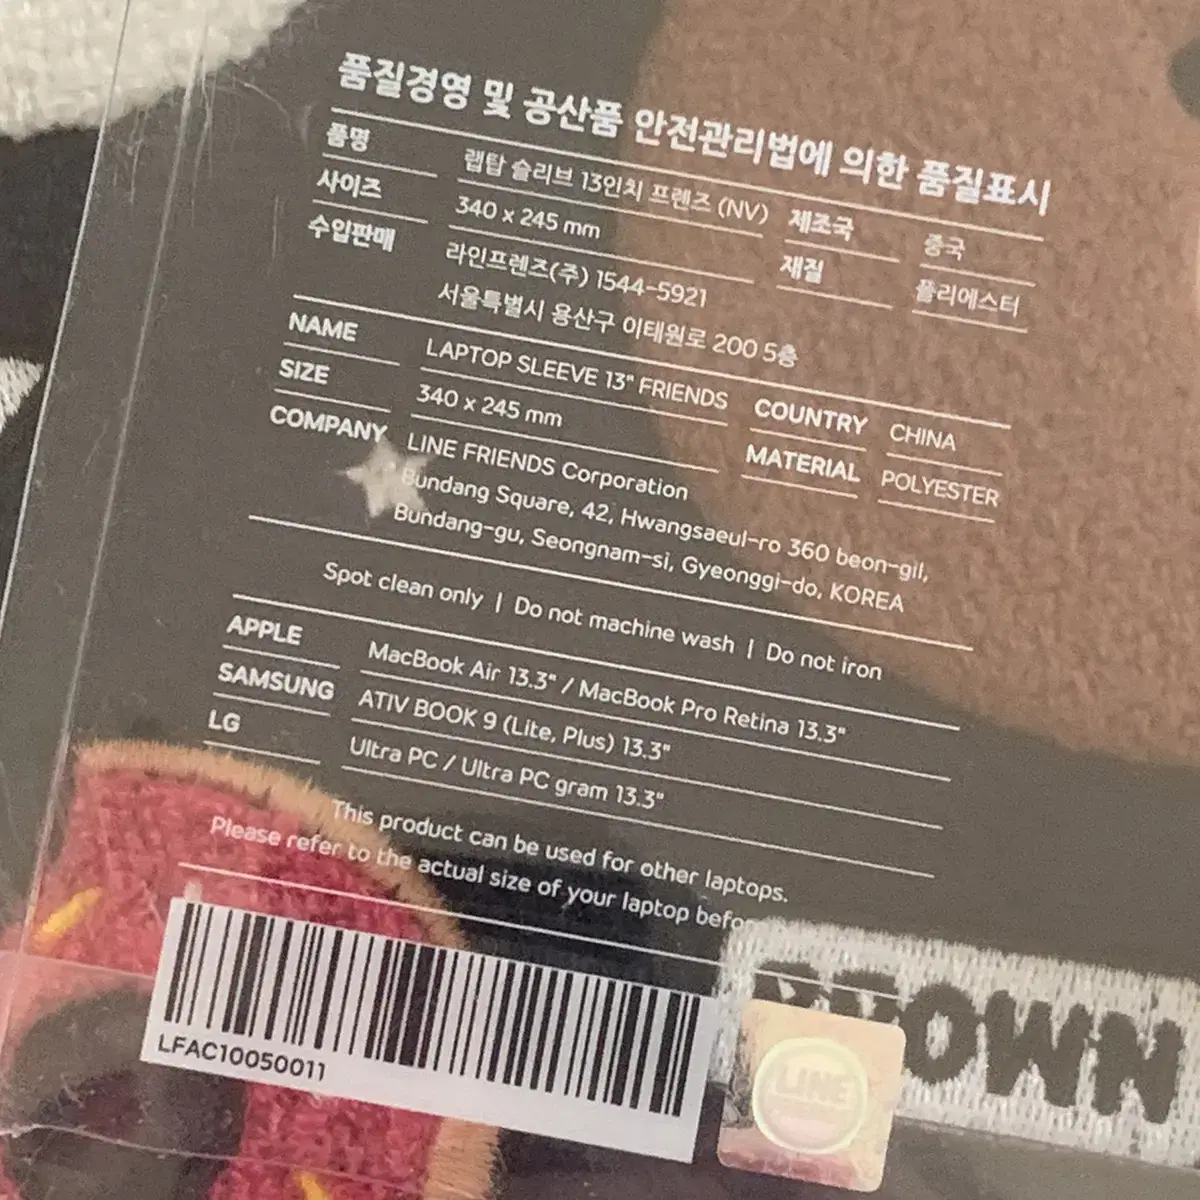 품질경영 및 공산품 안전관리법에 의한 품질표시
품명 랩탑 슬리브 13인치 프렌즈 (NV) 제조국 중국
사이즈 340 x 245 mm 재질 폴리에스터
수입판매 라인프렌즈(주) 1544-5921
서울특별시 용산구 이태원로 200 5층
NAME LAPTOP SLEEVE 13" FRIENDS COUNTRY CHINA
SIZE 340 x 245 mm MATERIAL POLYESTER
COMPANY LINE FRIENDS Corporation
Bundang Square, 42, Hwangsaeul-ro 360 beon-gil,
Bundang-gu, Seongnam-si, Gyeonggi-do, KOREA
Spot clean only | Do not machine wash | Do not iron
APPLE MacBook Air 13.3" / MacBook Pro Retina 13.3"
SAMSUNG ATIV BOOK 9 (Lite, Plus) 13.3"
LG Ultra PC / Ultra PC gram 13.3"
This product can be used for other laptops.
Please refer to the actual size of your laptop befor
LFAC10050011
BROWN
LINE